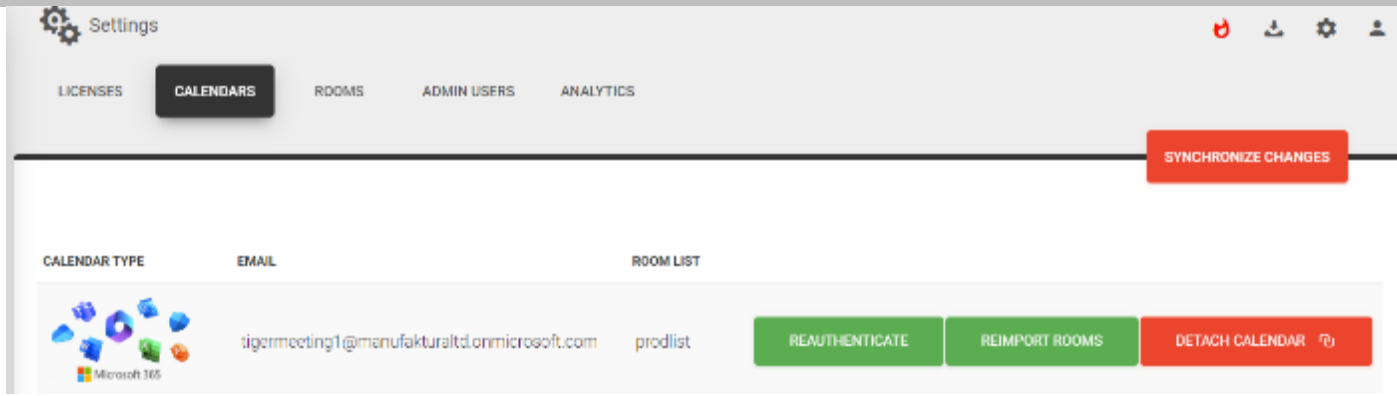 Settings
LICENSES CALENDARS ROOMS ADMIN USERS ANALYTICS
SYNCHRONIZE CHANGES
CALENDAR TYPE EMAIL ROOM LIST
tigermeeting1@manufakturaltd.onmicrosoft.com prodlist REAUTHENTICATE REIMPORT ROOMS DETACH CALENDAR
Microsoft 365